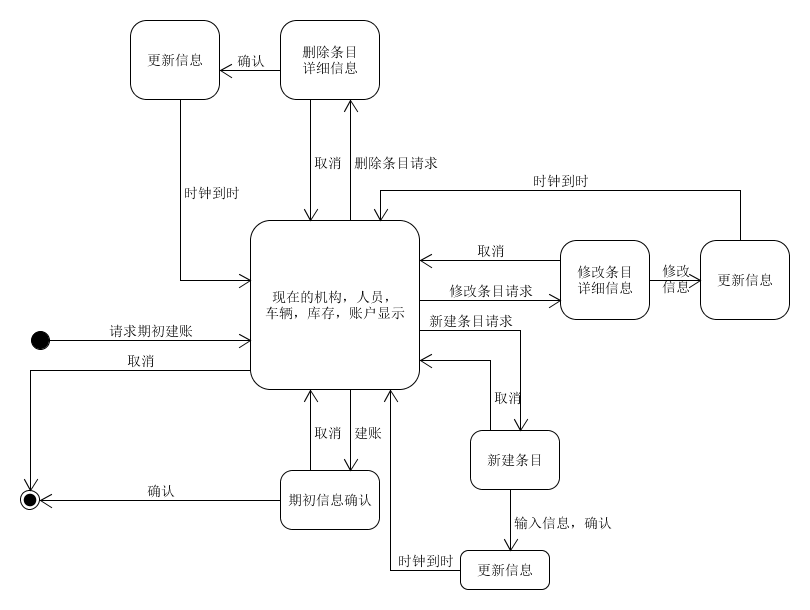 更新信息
确认
删除条目
详细信息
取消
删除条目请求
时钟到时
时钟到时
现在的机构，人员，
车辆，库存，账户显示
取消
修改条目请求
修改条目
详细信息
修改
信息
更新信息
请求期初建账
新建条目请求
取消
取消
新建条目
取消
建账
期初信息确认
确认
输入信息，确认
时钟到时
更新信息